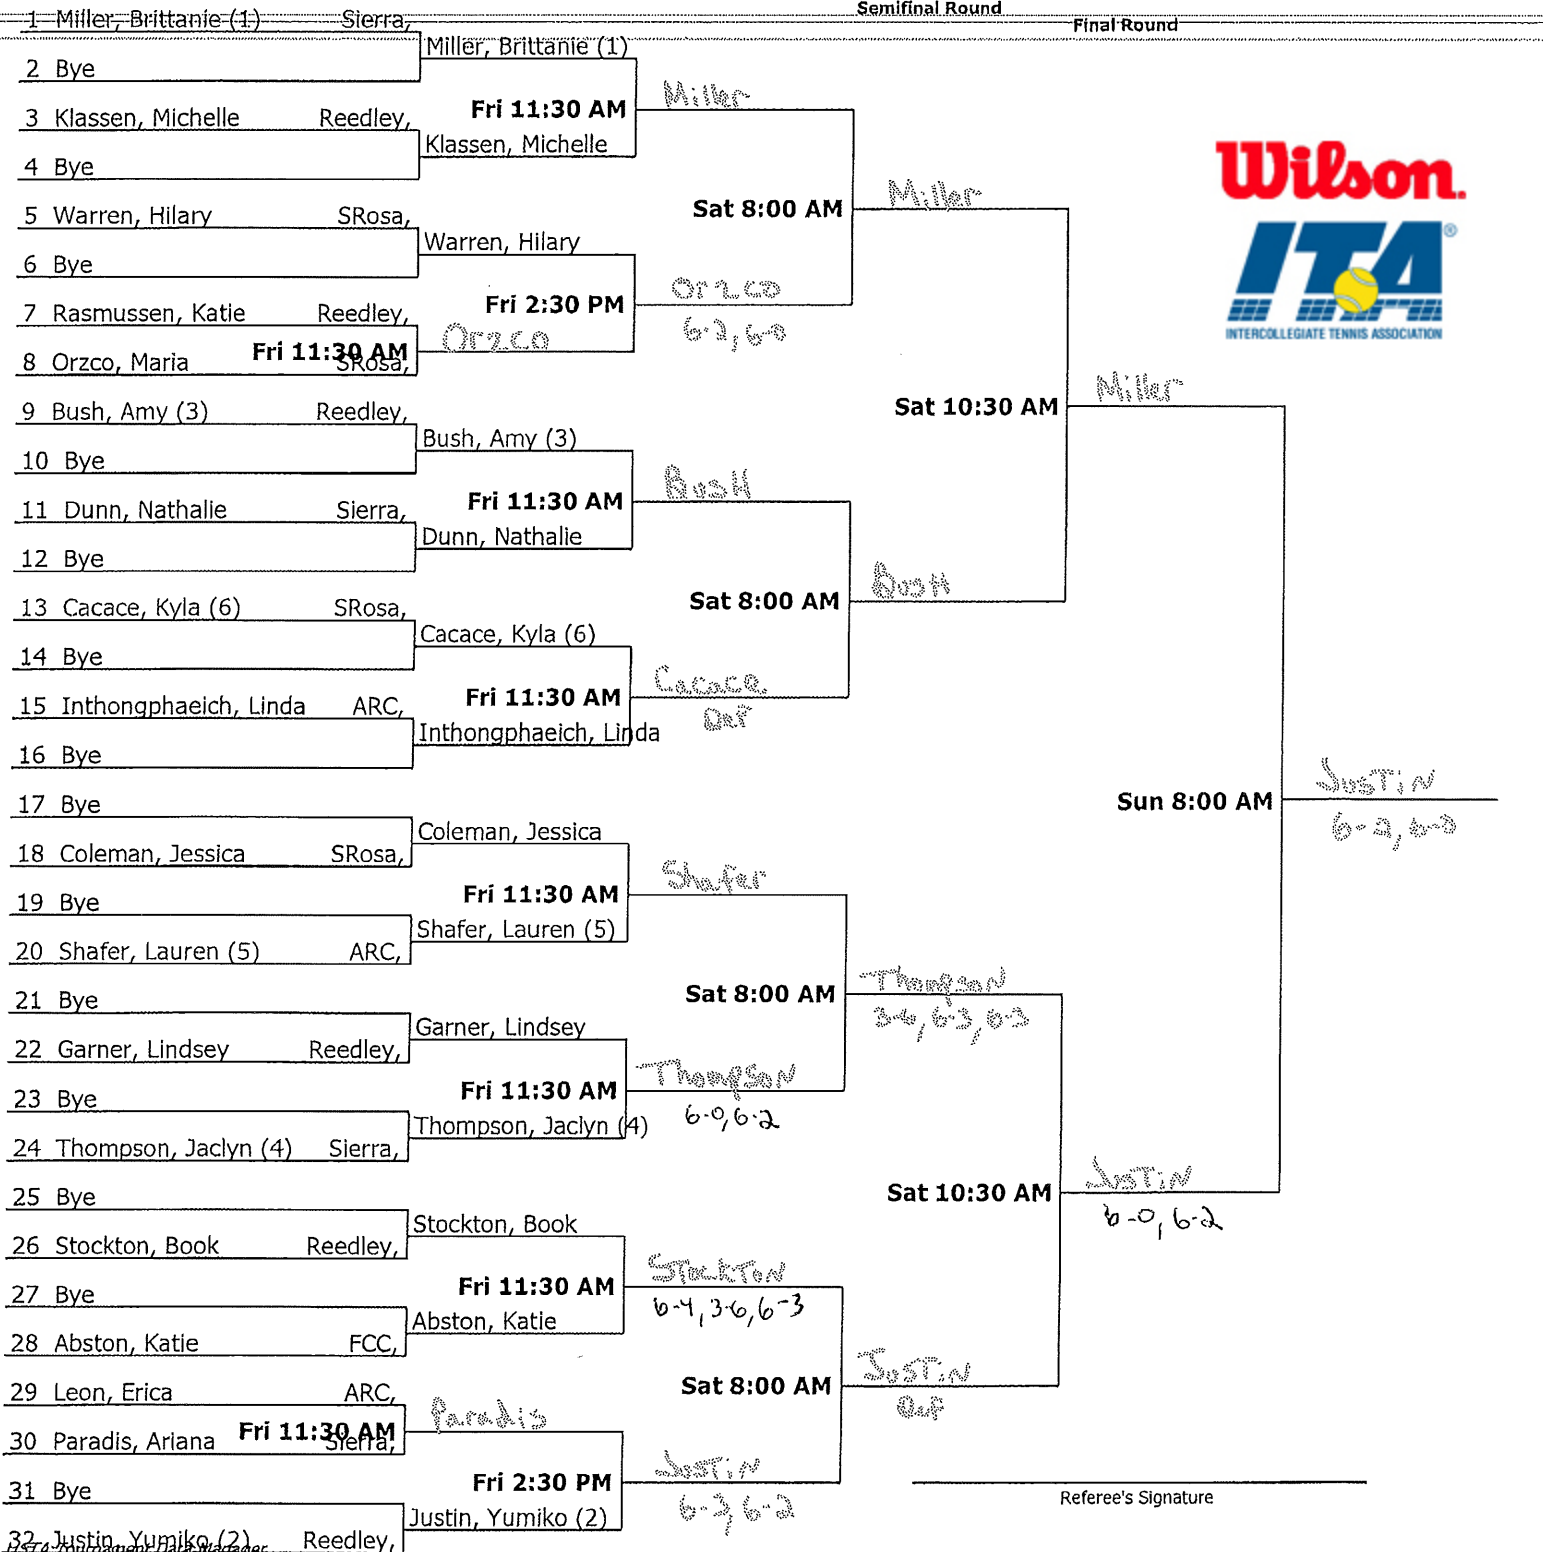 Semifinal Round
Final Round
1 Miller, Brittanie (1) Sierra,
Miller, Brittanie (1)
2 Bye
Fri 11:30 AM
Miller
3 Klassen, Michelle Reedley,
Klassen, Michelle
4 Bye
Sat 8:00 AM
Miller
5 Warren, Hilary SRosa,
Warren, Hilary
6 Bye
Fri 2:30 PM
Orzco
6-2, 6-0
7 Rasmussen, Katie Reedley,
Fri 11:30 AM
Orzco
8 Orzco, Maria SRosa,
Sat 10:30 AM
Miller
9 Bush, Amy (3) Reedley,
Bush, Amy (3)
10 Bye
Fri 11:30 AM
BusH
11 Dunn, Nathalie Sierra,
Dunn, Nathalie
12 Bye
Sat 8:00 AM
BusH
13 Cacace, Kyla (6) SRosa,
Cacace, Kyla (6)
14 Bye
Fri 11:30 AM
Cacace
Def
15 Inthongphaeich, Linda ARC,
Inthongphaeich, Linda
16 Bye
Sun 8:00 AM
JusTiN
6-2, 6-0
17 Bye
Coleman, Jessica
18 Coleman, Jessica SRosa,
Fri 11:30 AM
Shafer
19 Bye
Shafer, Lauren (5)
20 Shafer, Lauren (5) ARC,
Sat 8:00 AM
ThompsoN
3-6, 6-3, 6-3
21 Bye
Garner, Lindsey
22 Garner, Lindsey Reedley,
Fri 11:30 AM
ThompsoN
6-0, 6-2
23 Bye
Thompson, Jaclyn (4)
24 Thompson, Jaclyn (4) Sierra,
Sat 10:30 AM
JusTiN
6-0, 6-2
25 Bye
Stockton, Book
26 Stockton, Book Reedley,
Fri 11:30 AM
STockToN
6-4, 3-6, 6-3
27 Bye
Abston, Katie
28 Abston, Katie FCC,
Sat 8:00 AM
JusTiN
Def
29 Leon, Erica ARC,
Fri 11:30 AM
Paradis
30 Paradis, Ariana Sierra,
Fri 2:30 PM
JusTiN
6-3, 6-2
31 Bye
Justin, Yumiko (2)
32 Justin, Yumiko (2) Reedley,
USTA Tournament Data Manager
Wilson.
ITA®
INTERCOLLEGIATE TENNIS ASSOCIATION
Referee's Signature